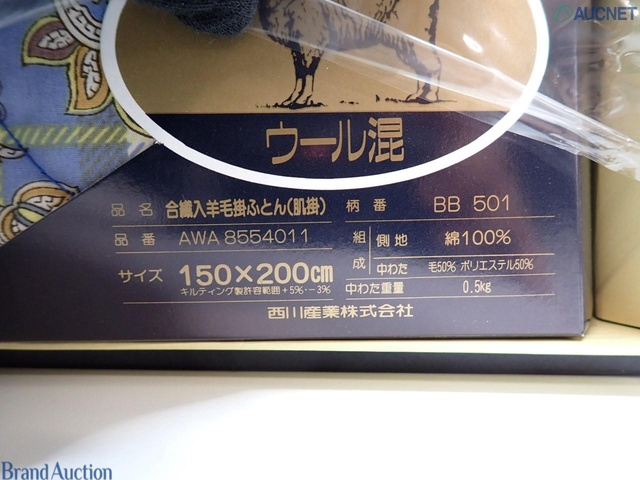 AUCNET
ウール混
品名 合繊入羊毛掛ふとん(肌掛)
柄番 BB 501
品番 AWA 8554011
組成 側地 綿100%
中わた 毛50% ポリエステル50%
サイズ 150×200cm
キルティング製許容範囲+5%・-3%
中わた重量 0.5kg
西川産業株式会社
Brand Auction